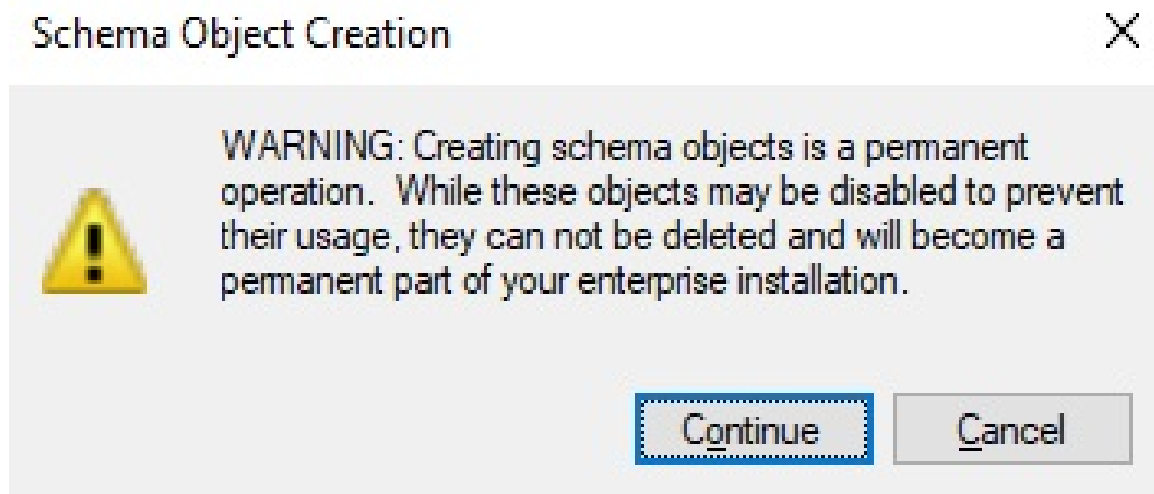 Schema Object Creation
WARNING: Creating schema objects is a permanent
operation.  While these objects may be disabled to prevent
their usage, they can not be deleted and will become a
permanent part of your enterprise installation.
Continue
Cancel